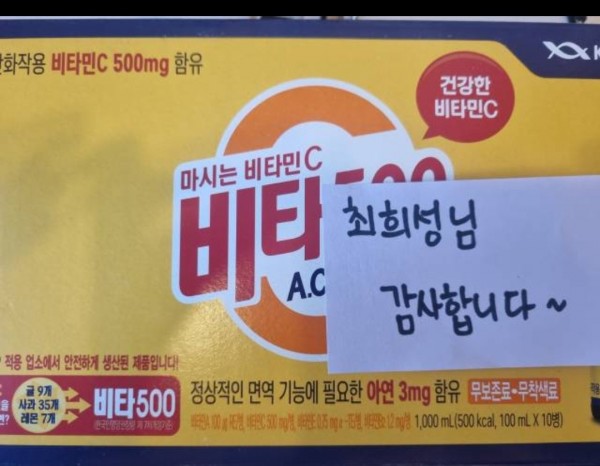 비타민C 500mg 함유
건강한
비타민C
마시는 비타민C
비타500
최희성님
감사합니다~
적용 업소에서 안전하게 생산된 제품입니다!
귤 9개
사과 35개
레몬 7개
비타500
정상적인 면역 기능에 필요한 아연 3mg 함유
무보존료•무착색료
1,000 mL(500 kcal, 100 mL X 10병)